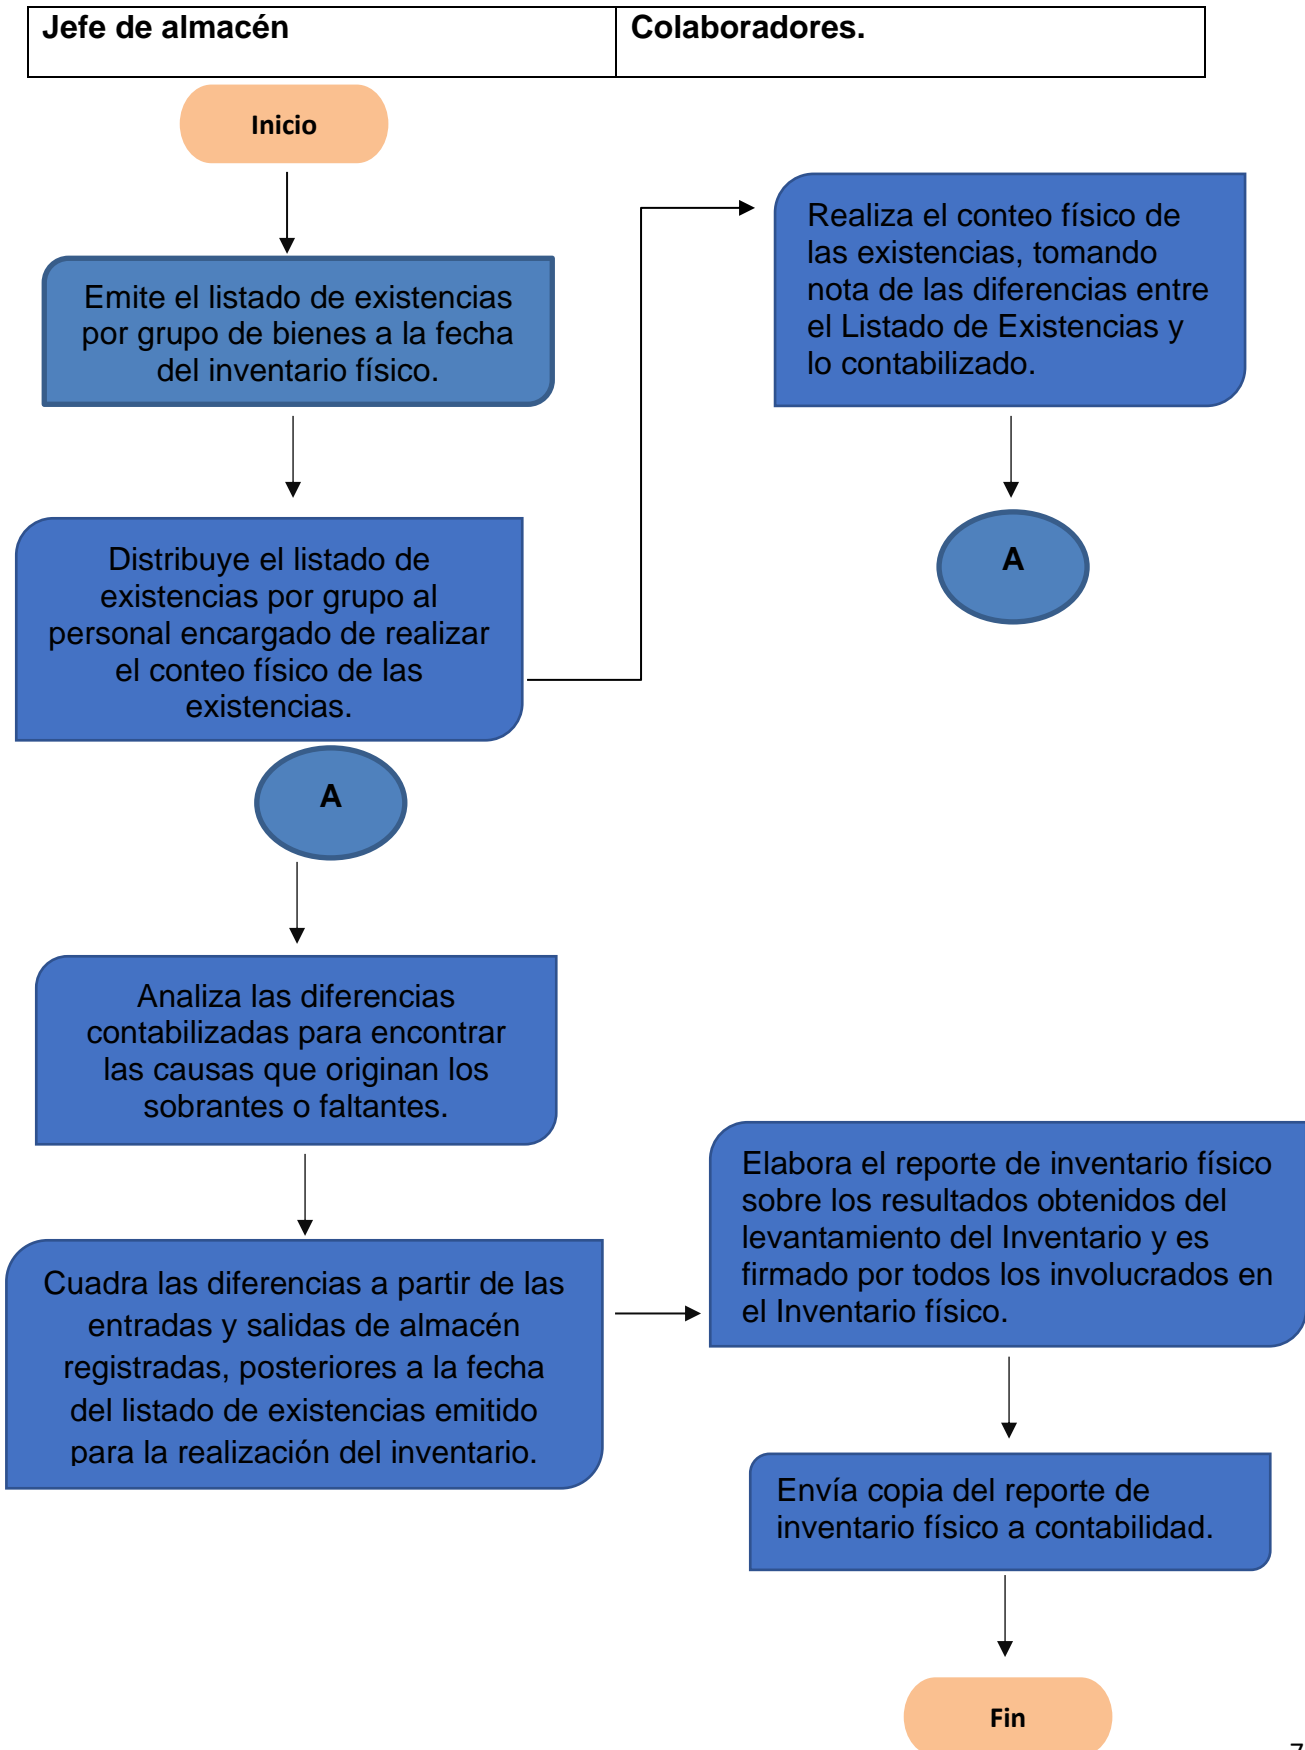 Jefe de almacén
Colaboradores.
Inicio
Emite el listado de existencias
por grupo de bienes a la fecha
del inventario físico.
Distribuye el listado de
existencias por grupo al
personal encargado de realizar
el conteo físico de las
existencias.
Realiza el conteo físico de
las existencias, tomando
nota de las diferencias entre
el Listado de Existencias y
lo contabilizado.
A
A
Analiza las diferencias
contabilizadas para encontrar
las causas que originan los
sobrantes o faltantes.
Cuadra las diferencias a partir de las
entradas y salidas de almacén
registradas, posteriores a la fecha
del listado de existencias emitido
para la realización del inventario.
Elabora el reporte de inventario físico
sobre los resultados obtenidos del
levantamiento del Inventario y es
firmado por todos los involucrados en
el Inventario físico.
Envía copia del reporte de
inventario físico a contabilidad.
Fin